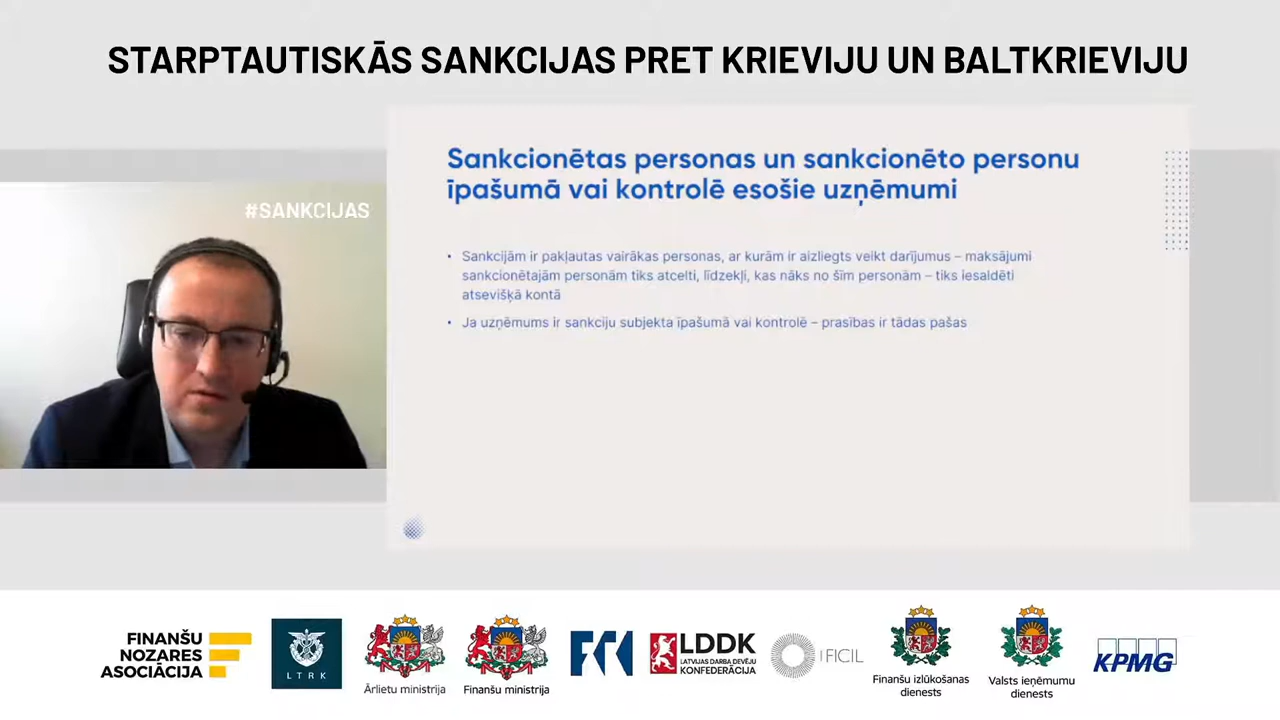 STARPTAUTISKĀS SANKCIJAS PRET KRIEVIJU UN BALTKRIEVIJU
#SANKCIJAS
Sankcionētas personas un sankcionēto personu
īpašumā vai kontrolē esošie uzņēmumi
• Sankcijām ir pakļautas vairākas personas, ar kurām ir aizliegts veikt darījumus – maksājumi
sankcionētajām personām tiks atcelti, līdzekļi, kas nāks no šīm personām – tiks iesaldēti
atsevišķā kontā
• Ja uzņēmums ir sankciju subjekta īpašumā vai kontrolē – prasības ir tādas pašas
FINANŠU
NOZARES
ASOCIĀCIJA
LTRK
Ārlietu ministrija
Finanšu ministrija
LDDK
LATVIJAS DARBA DEVĒJU
KONFEDERĀCIJA
FICIL
Finanšu izlūkošanas
dienests
Valsts ieņēmumu
dienests
KPMG